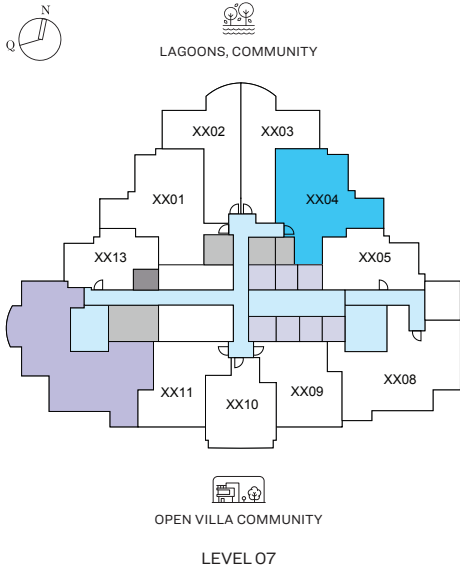 N
Q
LAGOONS, COMMUNITY
XX02
XX03
XX01
XX04
XX13
XX05
XX11
XX10
XX09
XX08
OPEN VILLA COMMUNITY
LEVEL 07